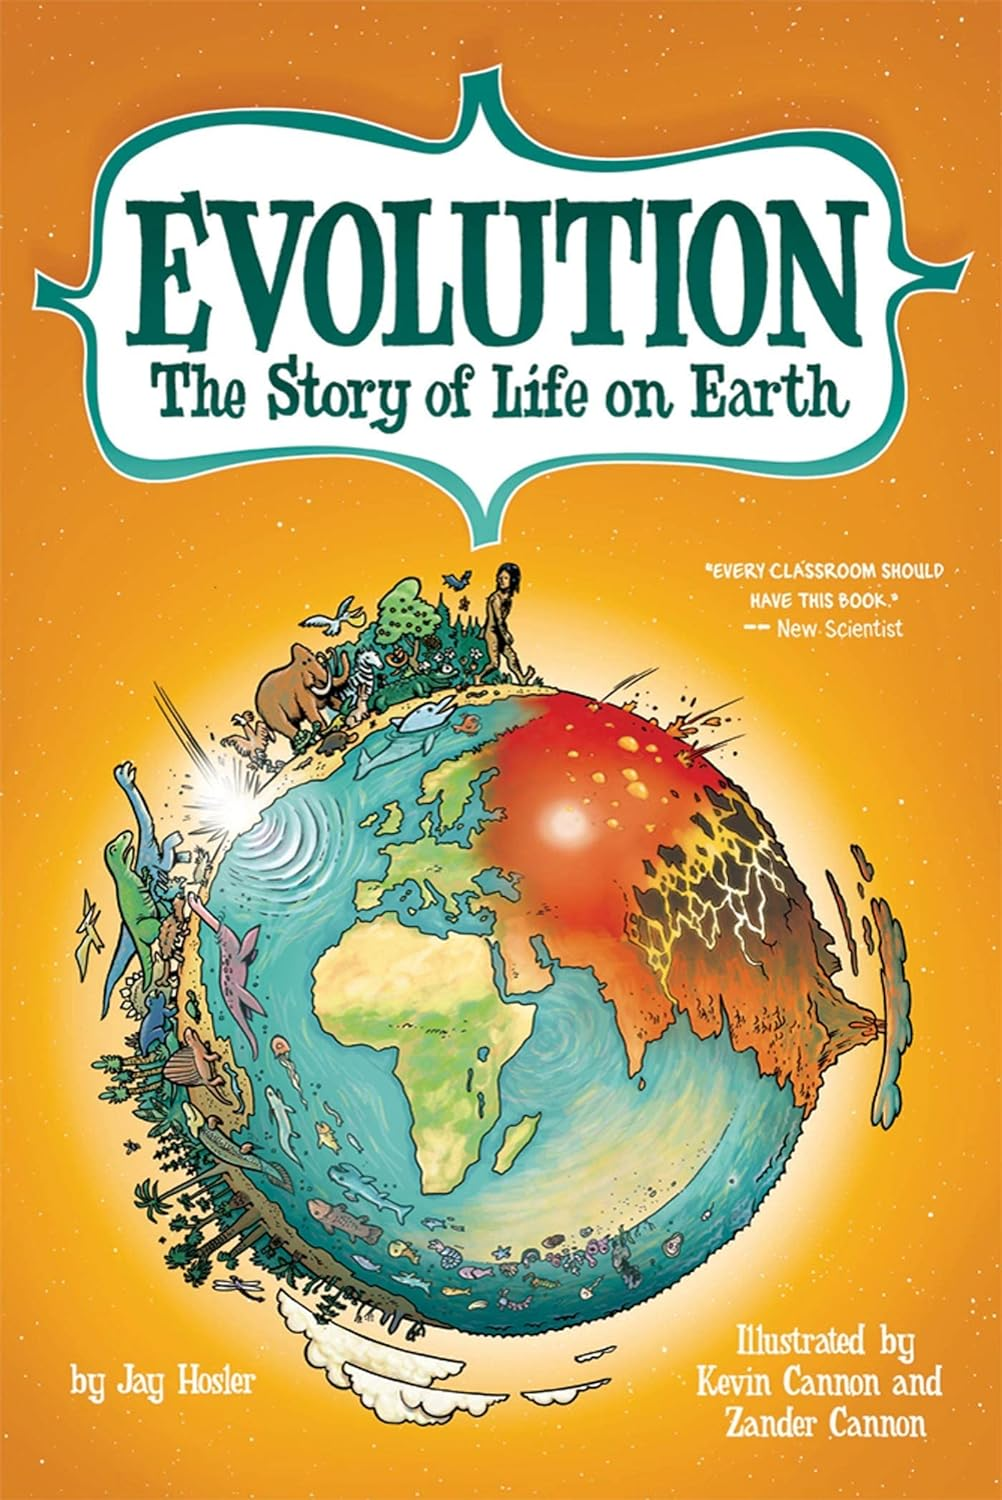 EVOLUTION
The Story of Life on Earth
"EVERY CLASSROOM SHOULD
HAVE THIS BOOK."
-- New Scientist
by Jay Hosler
Illustrated by
Kevin Cannon and
Zander Cannon